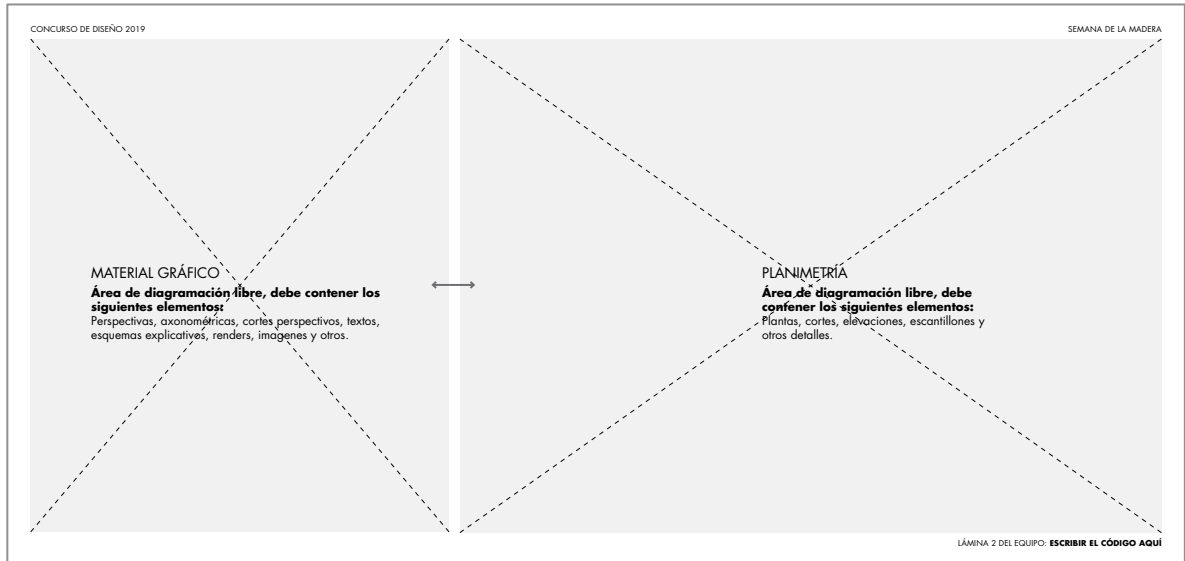 CONCURSO DE DISEÑO 2019
SEMANA DE LA MADERA
MATERIAL GRÁFICO
Área de diagramación libre, debe contener los
siguientes elementos:
Perspectivas, axonométricas, cortes perspectivos, textos,
esquemas explicativos, renders, imagenes y otros.
PLANIMETRÍA
Área de diagramación libre, debe
contener los siguientes elementos:
Plantas, cortes, elevaciones, escantillones y
otros detalles.
LÁMINA 2 DEL EQUIPO: ESCRIBIR EL CÓDIGO AQUÍ